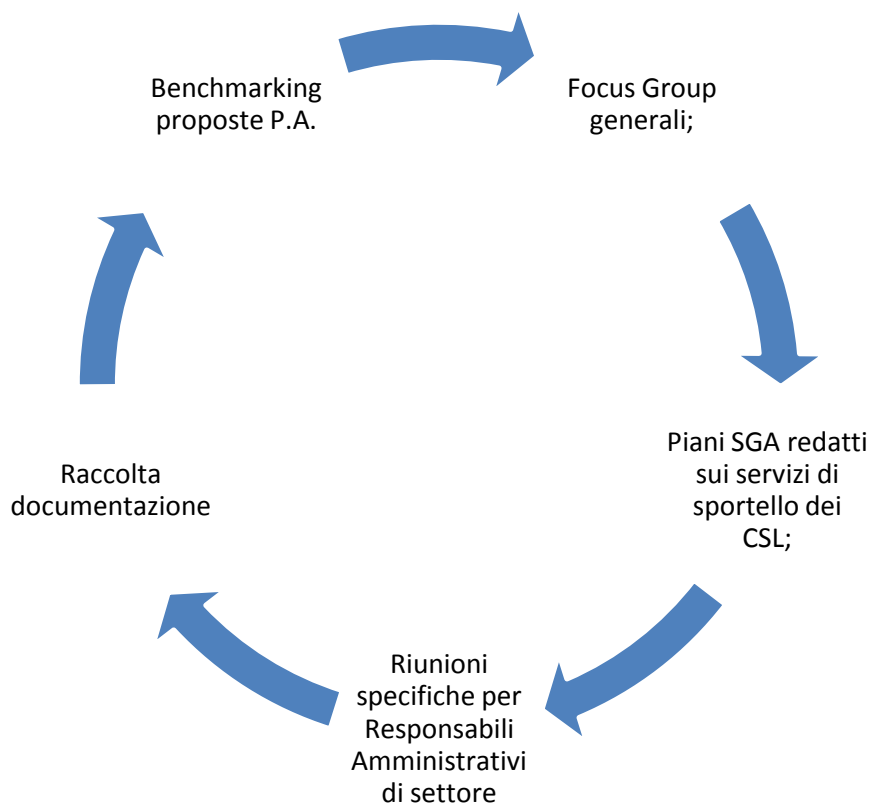 Benchmarking
proposte P.A.
Focus Group
generali;
Piani SGA redatti
sui servizi di
sportello dei
CSL;
Riunioni
specifiche per
Responsabili
Amministrativi
di settore
Raccolta
documentazione